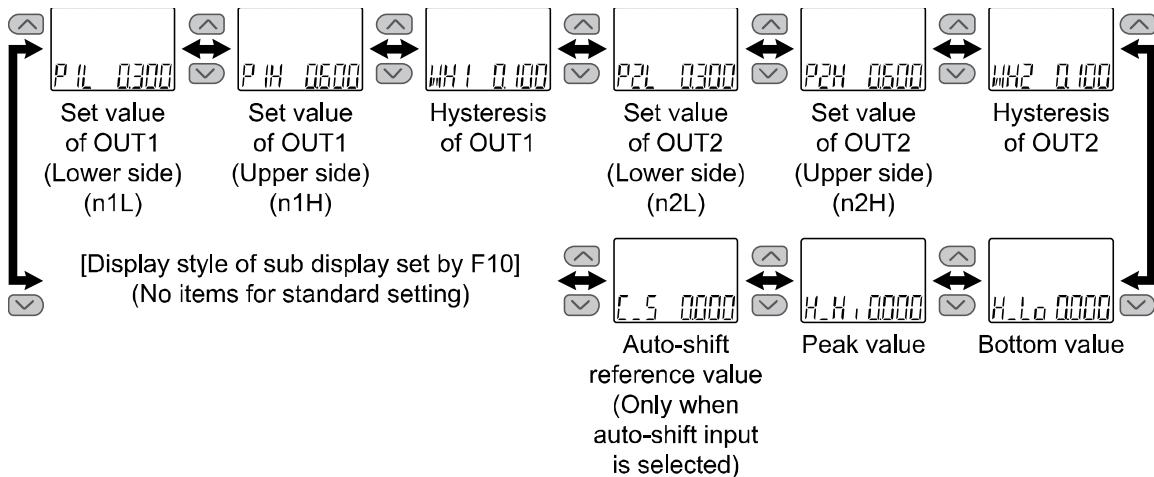 P1L 0.300
P1H 0.600
WH1 0.100
P2L 0.300
P2H 0.600
WH2 0.100
Set value
of OUT1
(Lower side)
(n1L)
Set value
of OUT1
(Upper side)
(n1H)
Hysteresis
of OUT1
Set value
of OUT2
(Lower side)
(n2L)
Set value
of OUT2
(Upper side)
(n2H)
Hysteresis
of OUT2
[Display style of sub display set by F10]
(No items for standard setting)
C_S 0.000
H_Hi 0.000
H_Lo 0.000
Auto-shift
reference value
(Only when
auto-shift input
is selected)
Peak value
Bottom value